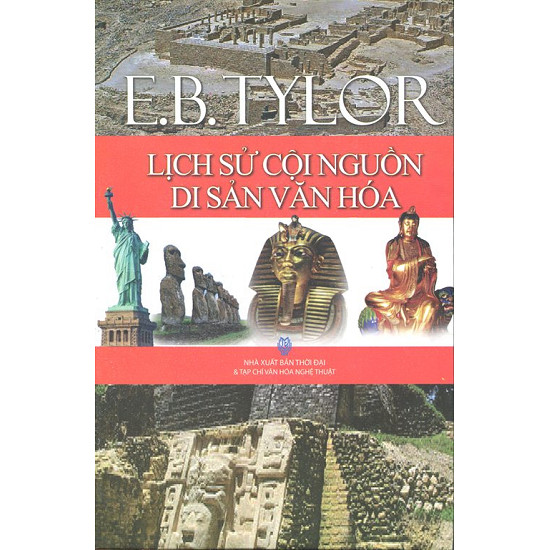 E.B. TYLOR
LỊCH SỬ CỘI NGUỒN
DI SẢN VĂN HÓA
NHÀ XUẤT BẢN THỜI ĐẠI
& TẠP CHÍ VĂN HÓA NGHỆ THUẬT